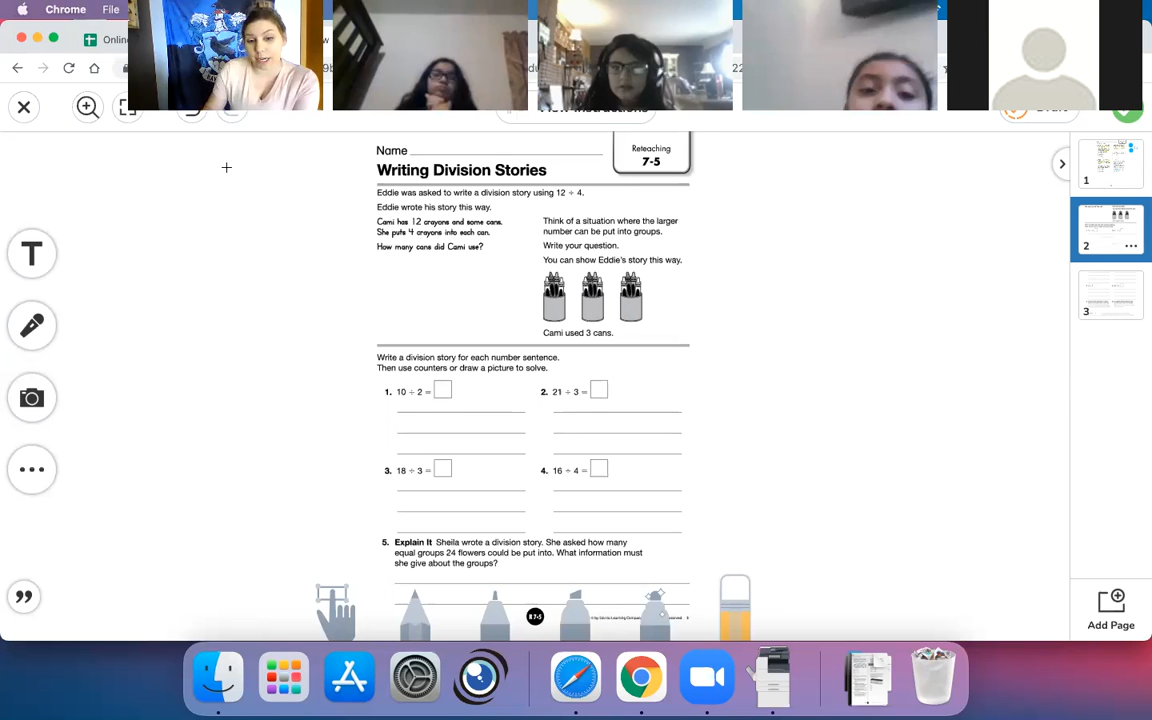 Chrome File
Onlin
Name
Reteaching
7-5
Writing Division Stories
Eddie was asked to write a division story using 12 ÷ 4.
Eddie wrote his story this way.
Cami has 12 crayons and some cans.
She puts 4 crayons into each can.
How many cans did Cami use?
Think of a situation where the larger
number can be put into groups.
Write your question.
You can show Eddie's story this way.
Cami used 3 cans.
Write a division story for each number sentence.
Then use counters or draw a picture to solve.
1. 10 ÷ 2 =
2. 21 ÷ 3 =
3. 18 ÷ 3 =
4. 16 ÷ 4 =
5. Explain It Sheila wrote a division story. She asked how many
equal groups 24 flowers could be put into. What information must
she give about the groups?
R 7-5
T
1
2
3
Add Page